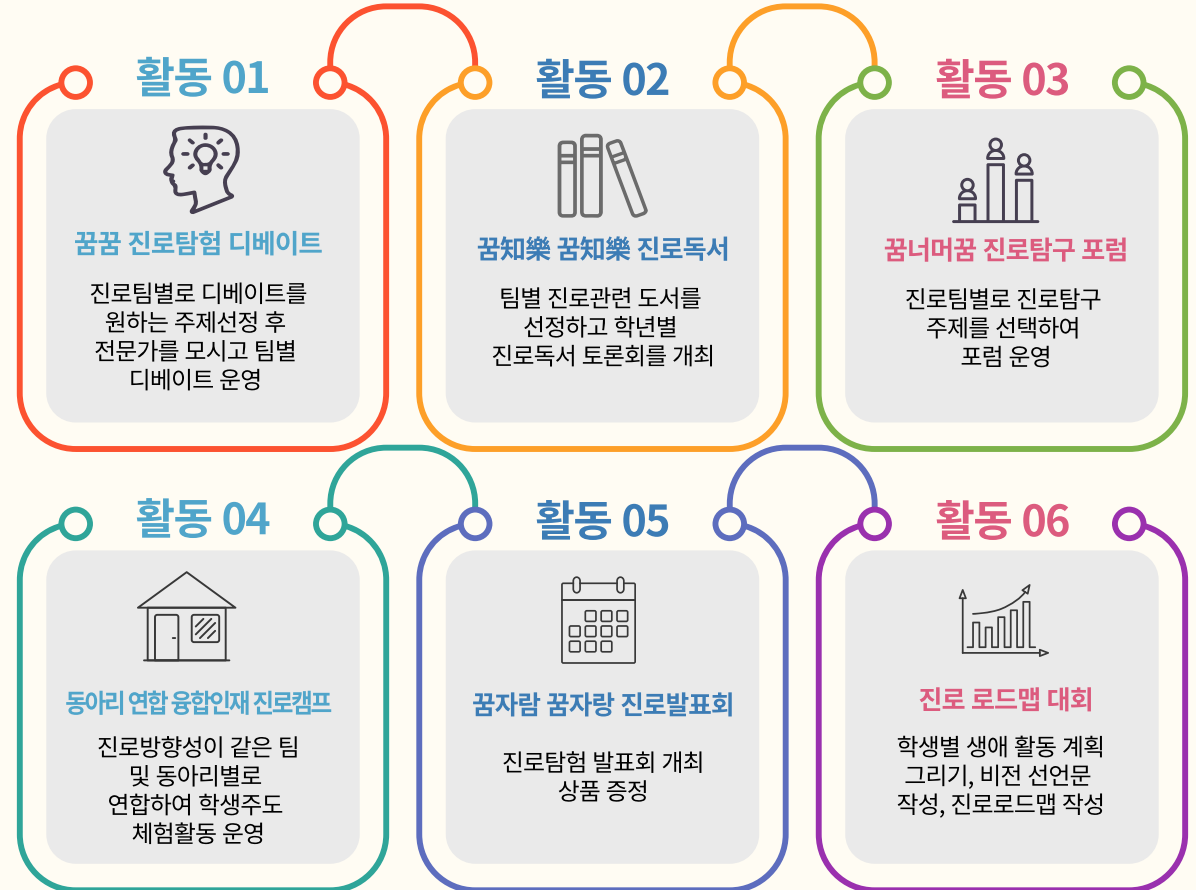 활동 01
꿈꿈 진로탐험 디베이트
진로팀별로 디베이트를
원하는 주제선정 후
전문가를 모시고 팀별
디베이트 운영
활동 02
꿈知樂 꿈知樂 진로독서
팀별 진로관련 도서를
선정하고 학년별
진로독서 토론회를 개최
활동 03
꿈너머꿈 진로탐구 포럼
진로팀별로 진로탐구
주제를 선택하여
포럼 운영
활동 04
동아리 연합 융합인재 진로캠프
진로방향성이 같은 팀
및 동아리별로
연합하여 학생주도
체험활동 운영
활동 05
꿈자람 꿈자랑 진로발표회
진로탐험 발표회 개최
상품 증정
활동 06
진로 로드맵 대회
학생별 생애 활동 계획
그리기, 비전 선언문
작성, 진로로드맵 작성